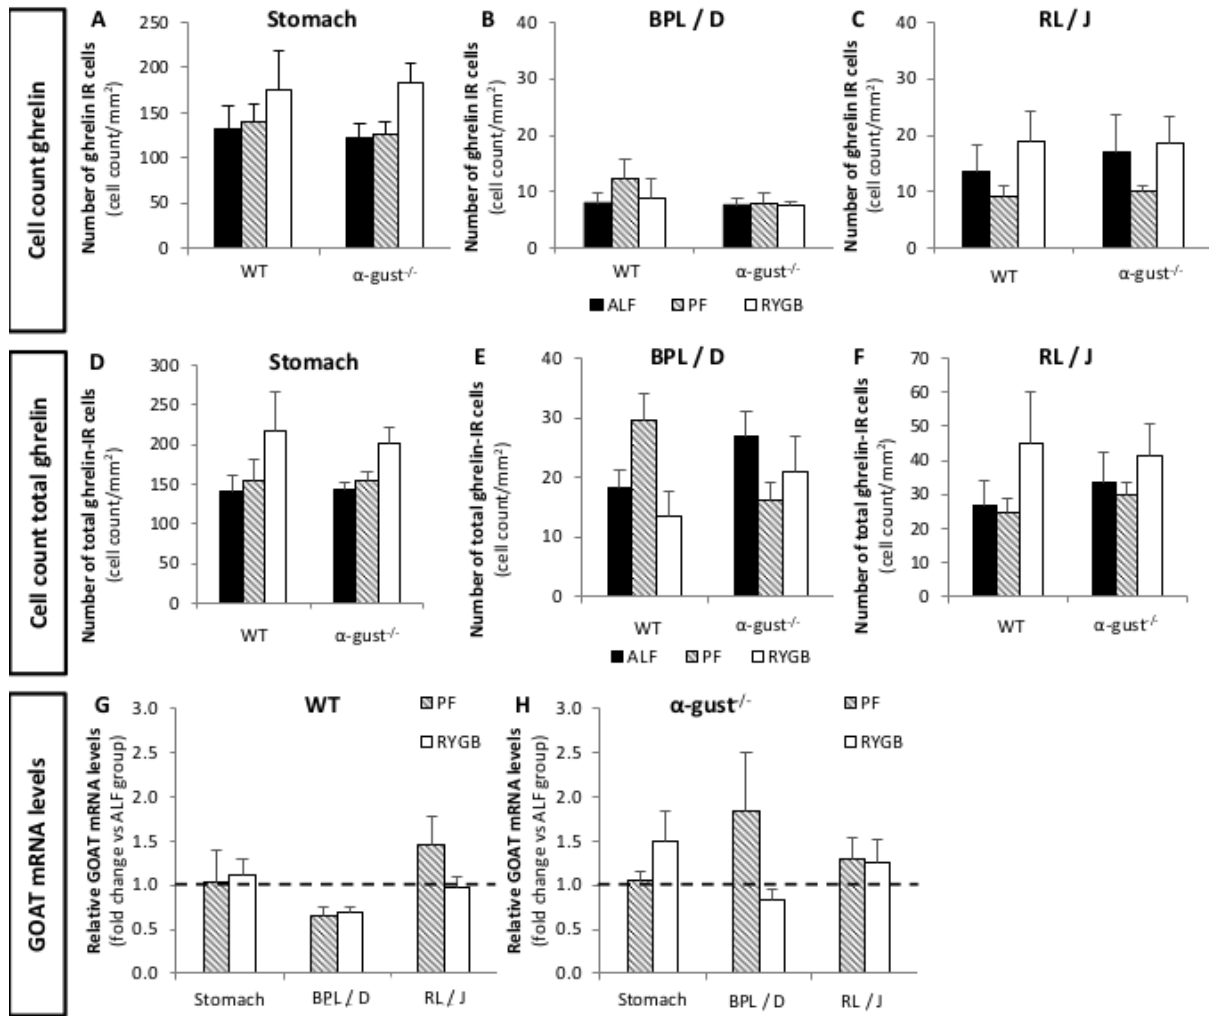 Cell count ghrelin
A
Stomach
Number of ghrelin IR cells
(cell count/mm²)
250
200
150
100
50
0
WT
α-gust⁻/⁻
B
BPL / D
Number of ghrelin IR cells
(cell count/mm²)
40
30
20
10
0
WT
α-gust⁻/⁻
ALF PF RYGB
C
RL / J
Number of ghrelin IR cells
(cell count/mm²)
40
30
20
10
0
WT
α-gust⁻/⁻
Cell count total ghrelin
D
Stomach
Number of total ghrelin-IR cells
(cell count/mm²)
300
250
200
150
100
50
0
WT
α-gust⁻/⁻
E
BPL / D
Number of total ghrelin-IR cells
(cell count/mm²)
40
30
20
10
0
WT
α-gust⁻/⁻
ALF PF RYGB
F
RL / J
Number of total ghrelin-IR cells
(cell count/mm²)
70
60
50
40
30
20
10
0
WT
α-gust⁻/⁻
GOAT mRNA levels
G
WT
PF
RYGB
Relative GOAT mRNA levels
(fold change vs ALF group)
3.0
2.5
2.0
1.5
1.0
0.5
0.0
Stomach
BPL / D
RL / J
H
α-gust⁻/⁻
PF
RYGB
Relative GOAT mRNA levels
(fold change vs ALF group)
3.0
2.5
2.0
1.5
1.0
0.5
0.0
Stomach
BPL / D
RL / J